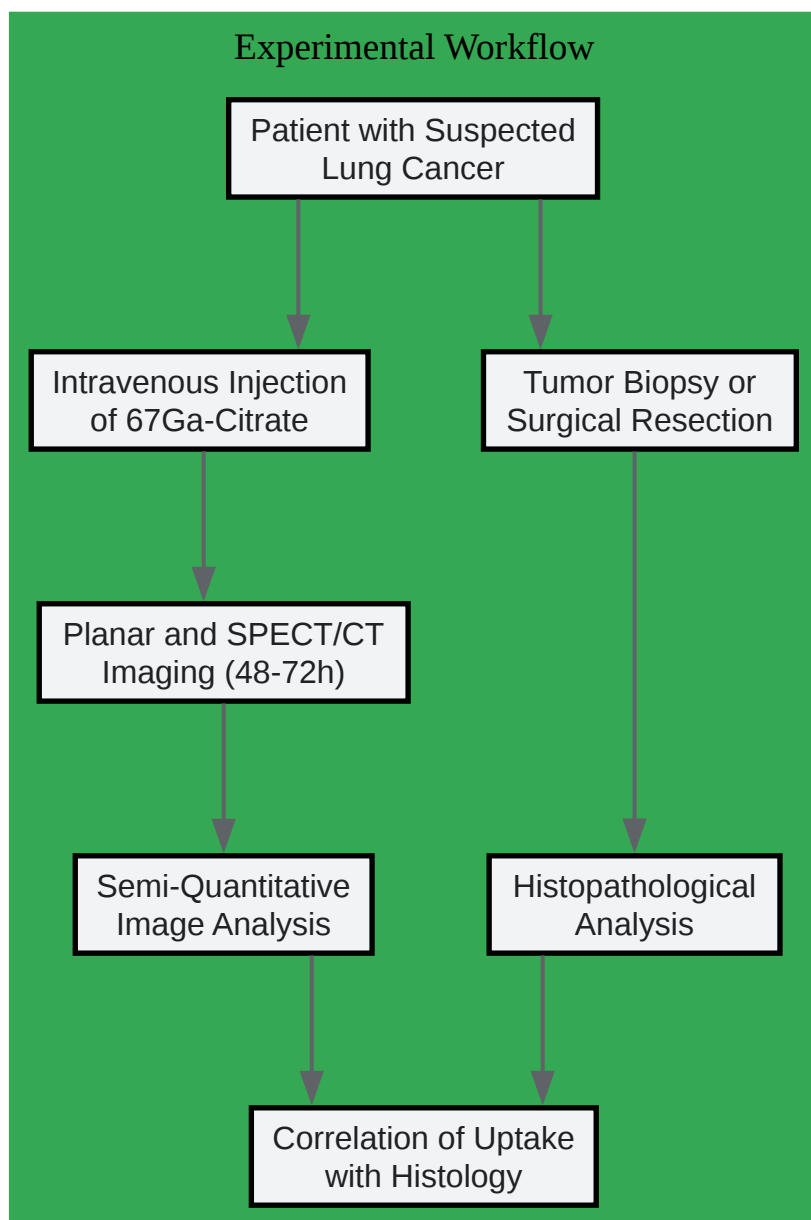 Experimental Workflow
Patient with Suspected
Lung Cancer
Intravenous Injection
of 67Ga-Citrate
Tumor Biopsy or
Surgical Resection
Planar and SPECT/CT
Imaging (48-72h)
Semi-Quantitative
Image Analysis
Histopathological
Analysis
Correlation of Uptake
with Histology